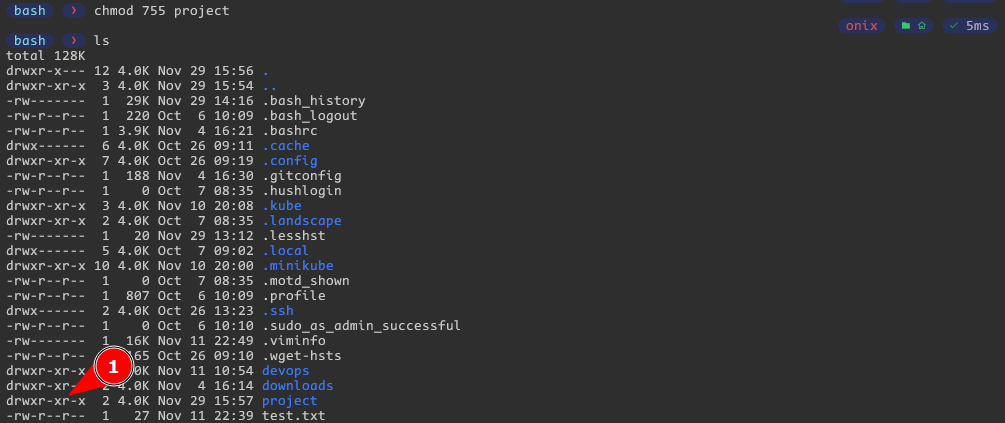 bash ❯ chmod 755 project
onix ✓ 5ms
bash ❯ ls
total 128K
drwxr-x--- 12 4.0K Nov 29 15:56 .
drwxr-xr-x 3 4.0K Nov 29 15:54 ..
-rw------- 1 29K Nov 29 14:16 .bash_history
-rw-r--r-- 1 220 Oct 6 10:09 .bash_logout
-rw-r--r-- 1 3.9K Nov 4 16:21 .bashrc
drwx------ 6 4.0K Oct 26 09:11 .cache
drwxr-xr-x 7 4.0K Oct 26 09:19 .config
-rw-r--r-- 1 188 Nov 4 16:30 .gitconfig
-rw-r--r-- 1 0 Oct 7 08:35 .hushlogin
drwxr-xr-x 3 4.0K Nov 10 20:08 .kube
drwxr-xr-x 2 4.0K Oct 7 08:35 .landscape
-rw------- 1 20 Nov 29 13:12 .lesshst
drwx------ 5 4.0K Oct 7 09:02 .local
drwxr-xr-x 10 4.0K Nov 10 20:00 .minikube
-rw-r--r-- 1 0 Oct 7 08:35 .motd_shown
-rw-r--r-- 1 807 Oct 6 10:09 .profile
drwx------ 2 4.0K Oct 26 13:23 .ssh
-rw-r--r-- 1 0 Oct 6 10:10 .sudo_as_admin_successful
-rw------- 1 16K Nov 11 22:49 .viminfo
-rw-r--r-- 165 Oct 26 09:10 .wget-hsts
drwxr-xr-x 0K Nov 11 10:54 devops
1
drwxr-xr- 2 4.0K Nov 4 16:14 downloads
drwxr-xr-x 2 4.0K Nov 29 15:57 project
-rw-r--r-- 1 27 Nov 11 22:39 test.txt